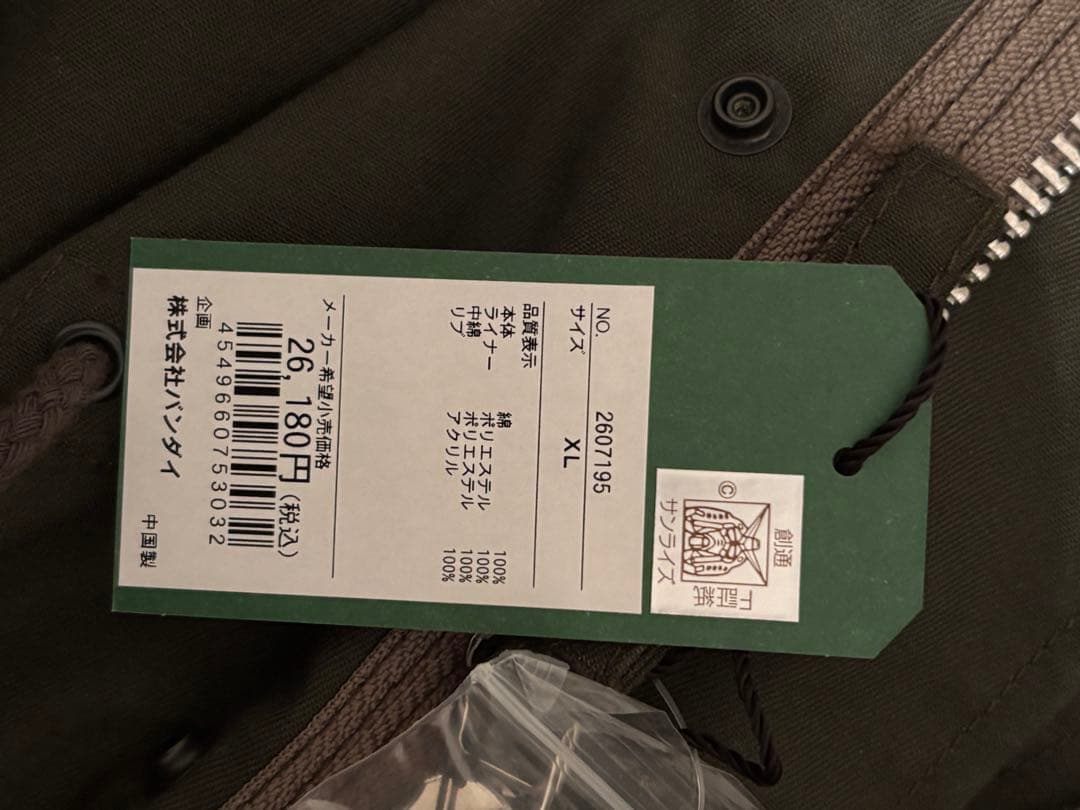 NO. 2607195
サイズ XL
品質表示
本体 綿 100%
ライナー ポリエステル 100%
中綿 ポリエステル 100%
リブ アクリル 100%
メーカー希望小売価格
26,180円(税込)
4549660753032
企画
株式会社バンダイ
中国製
©
創通
サンライズ